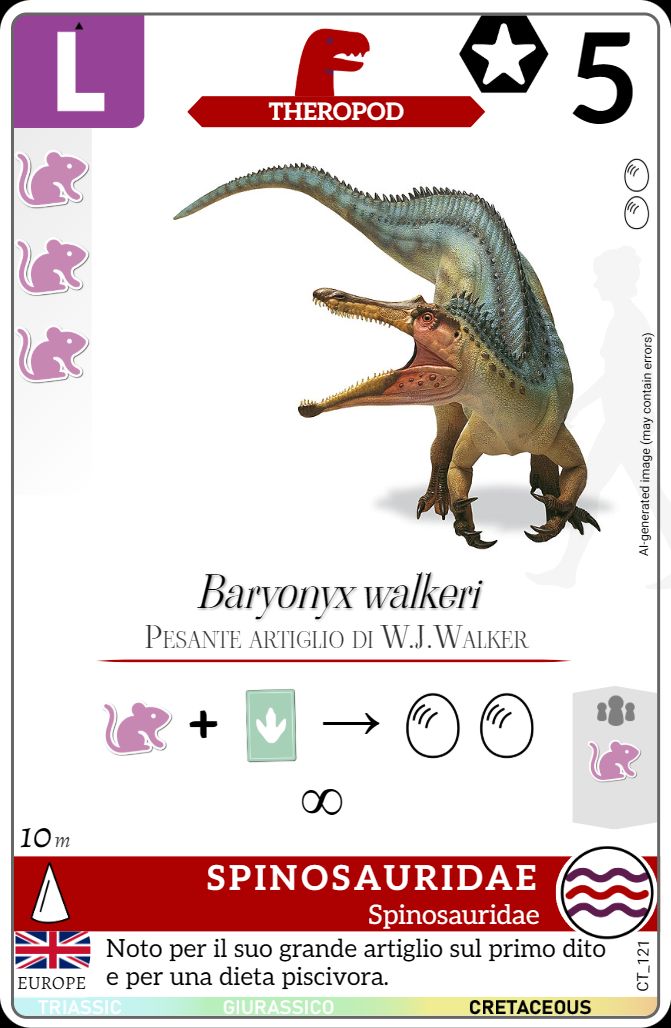 L
5
THEROPOD
AI-generated image (may contain errors)
Baryonyx walkeri
PESANTE ARTIGLIO DI W.J.WALKER
+
→
∞
10 m
SPINOSAURIDAE
Spinosauridae
EUROPE
Noto per il suo grande artiglio sul primo dito
e per una dieta piscivora.
CT_121
TRIASSIC
GIURASSICO
CRETACEOUS